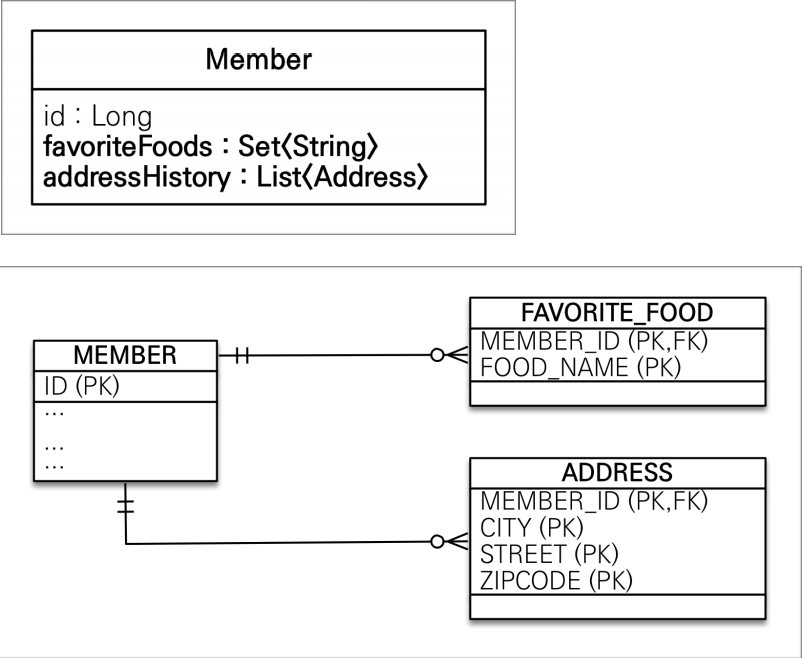 Member
id : Long
favoriteFoods : Set<String>
addressHistory : List<Address>
MEMBER
ID (PK)
...
...
...
FAVORITE_FOOD
MEMBER_ID (PK,FK)
FOOD_NAME (PK)
ADDRESS
MEMBER_ID (PK,FK)
CITY (PK)
STREET (PK)
ZIPCODE (PK)